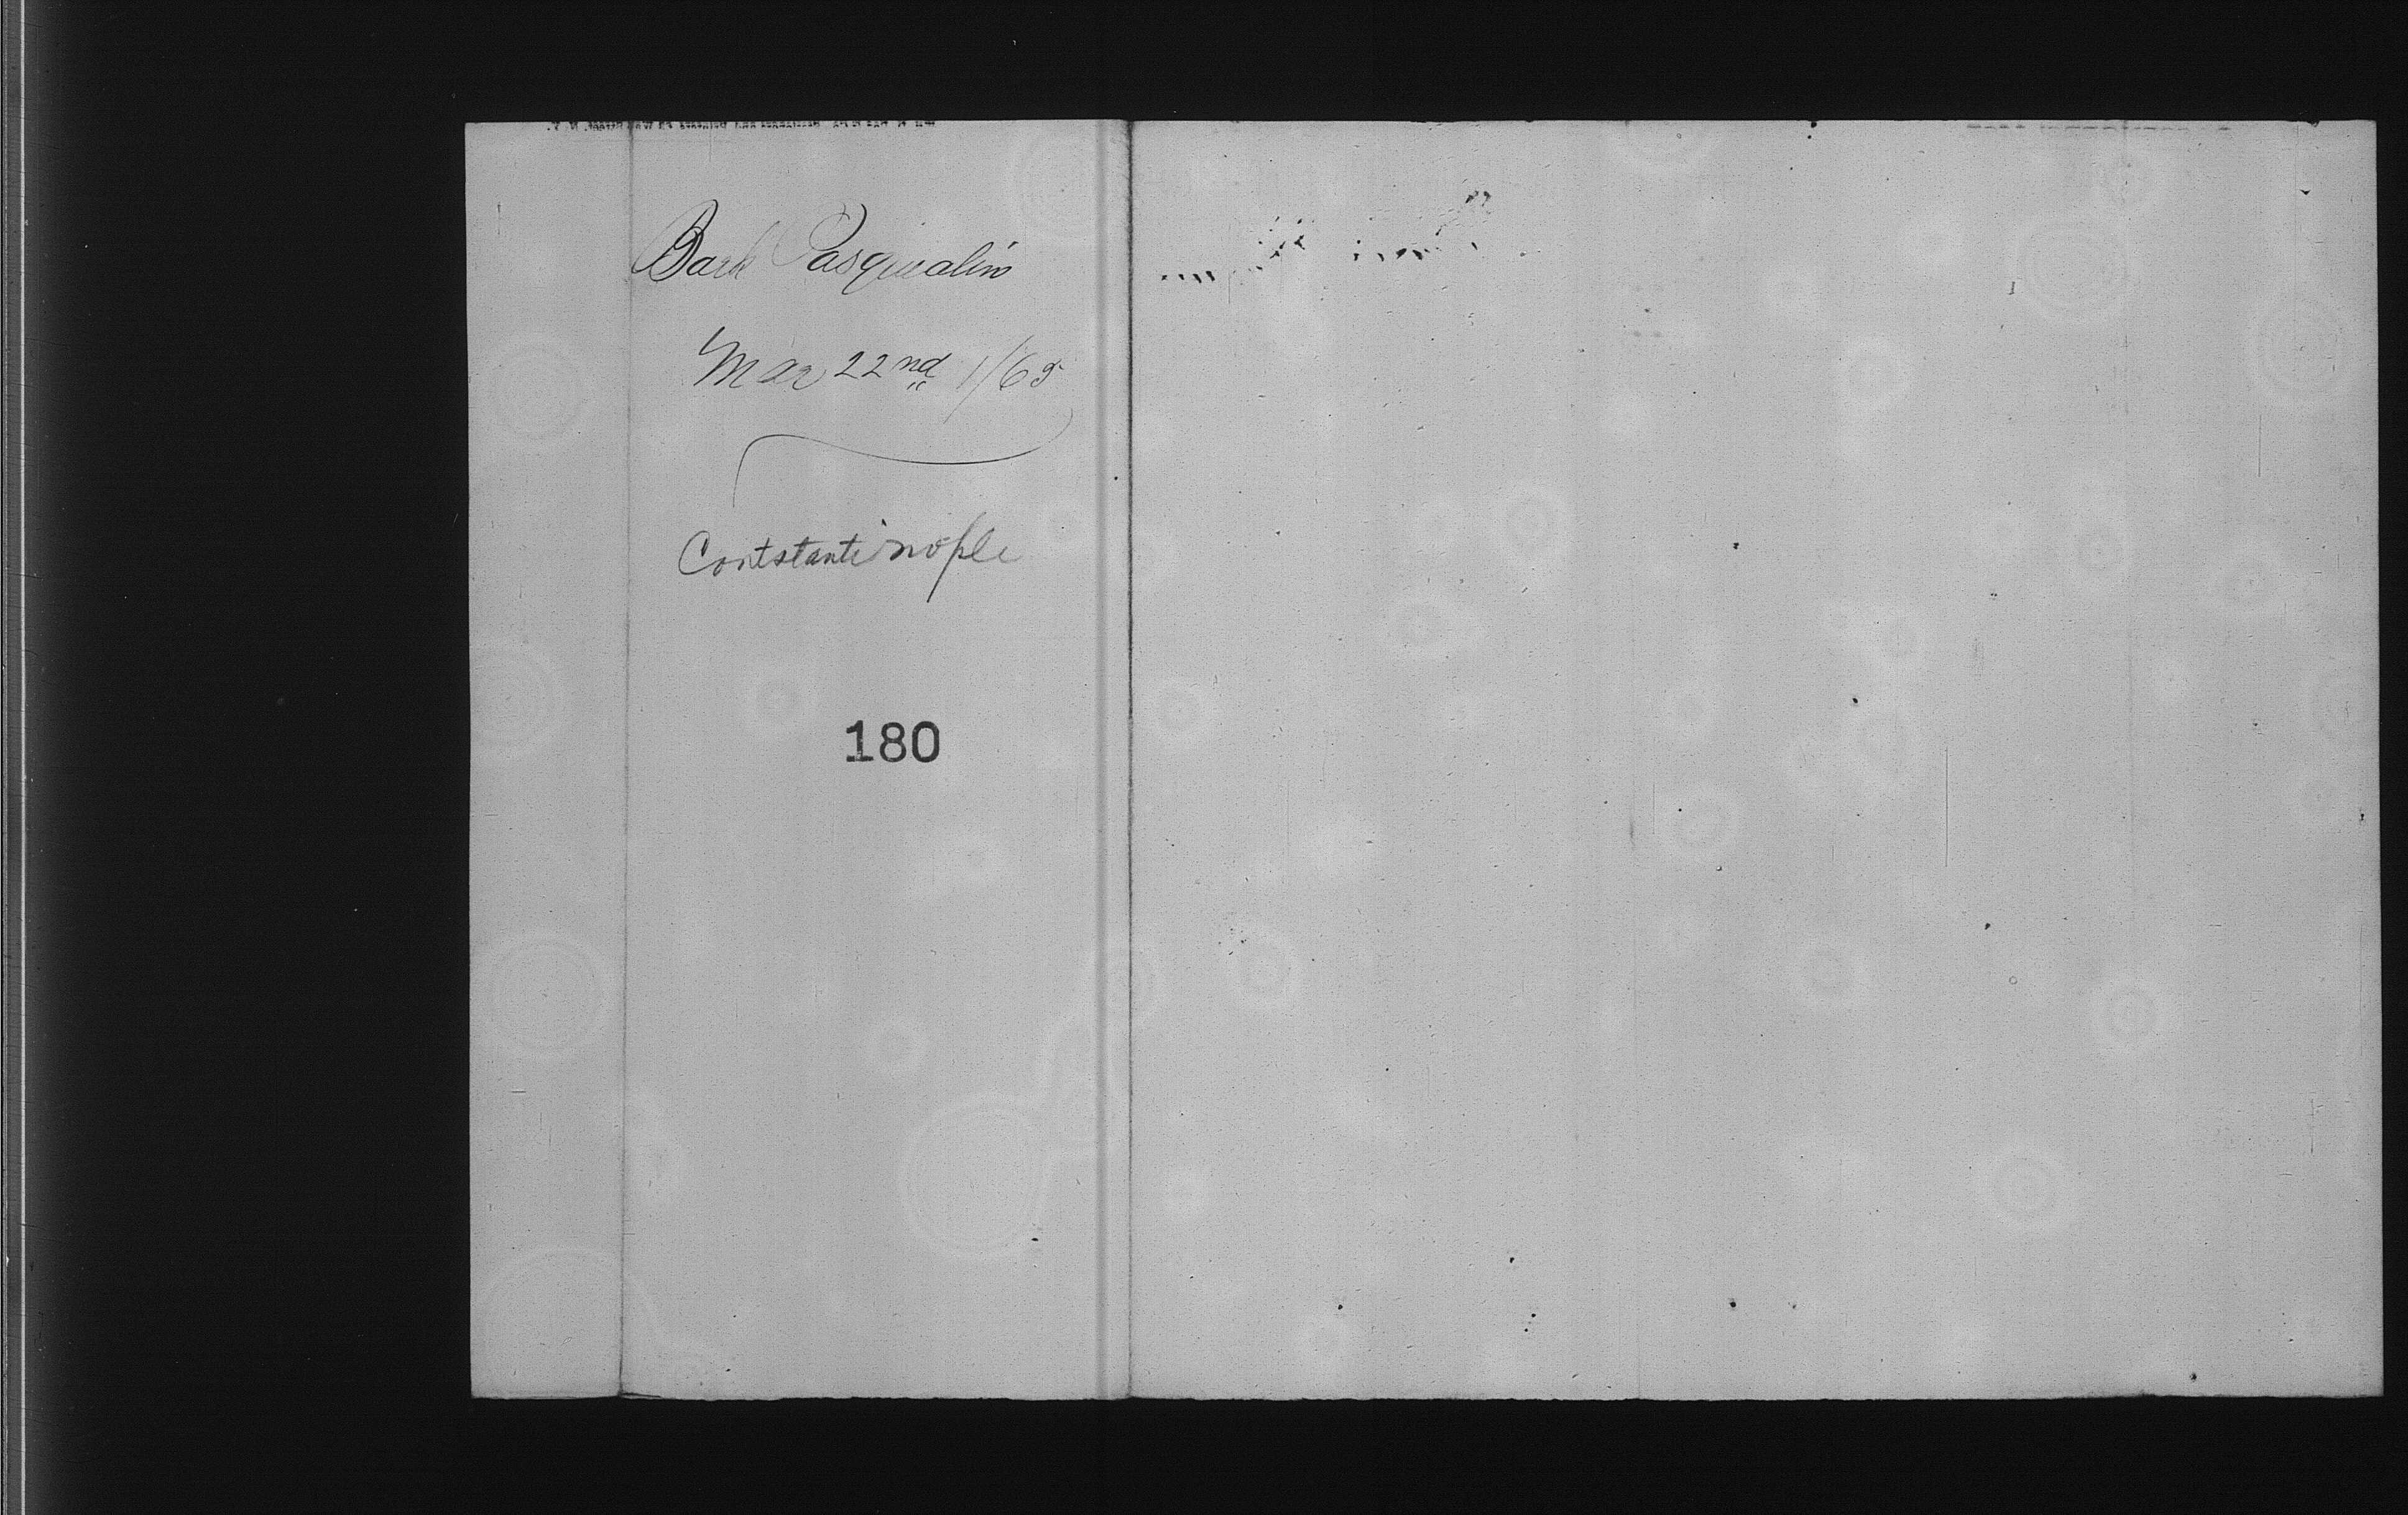 Bark Pasqualino
Mar 22nd 1/65
Contstantinople
180